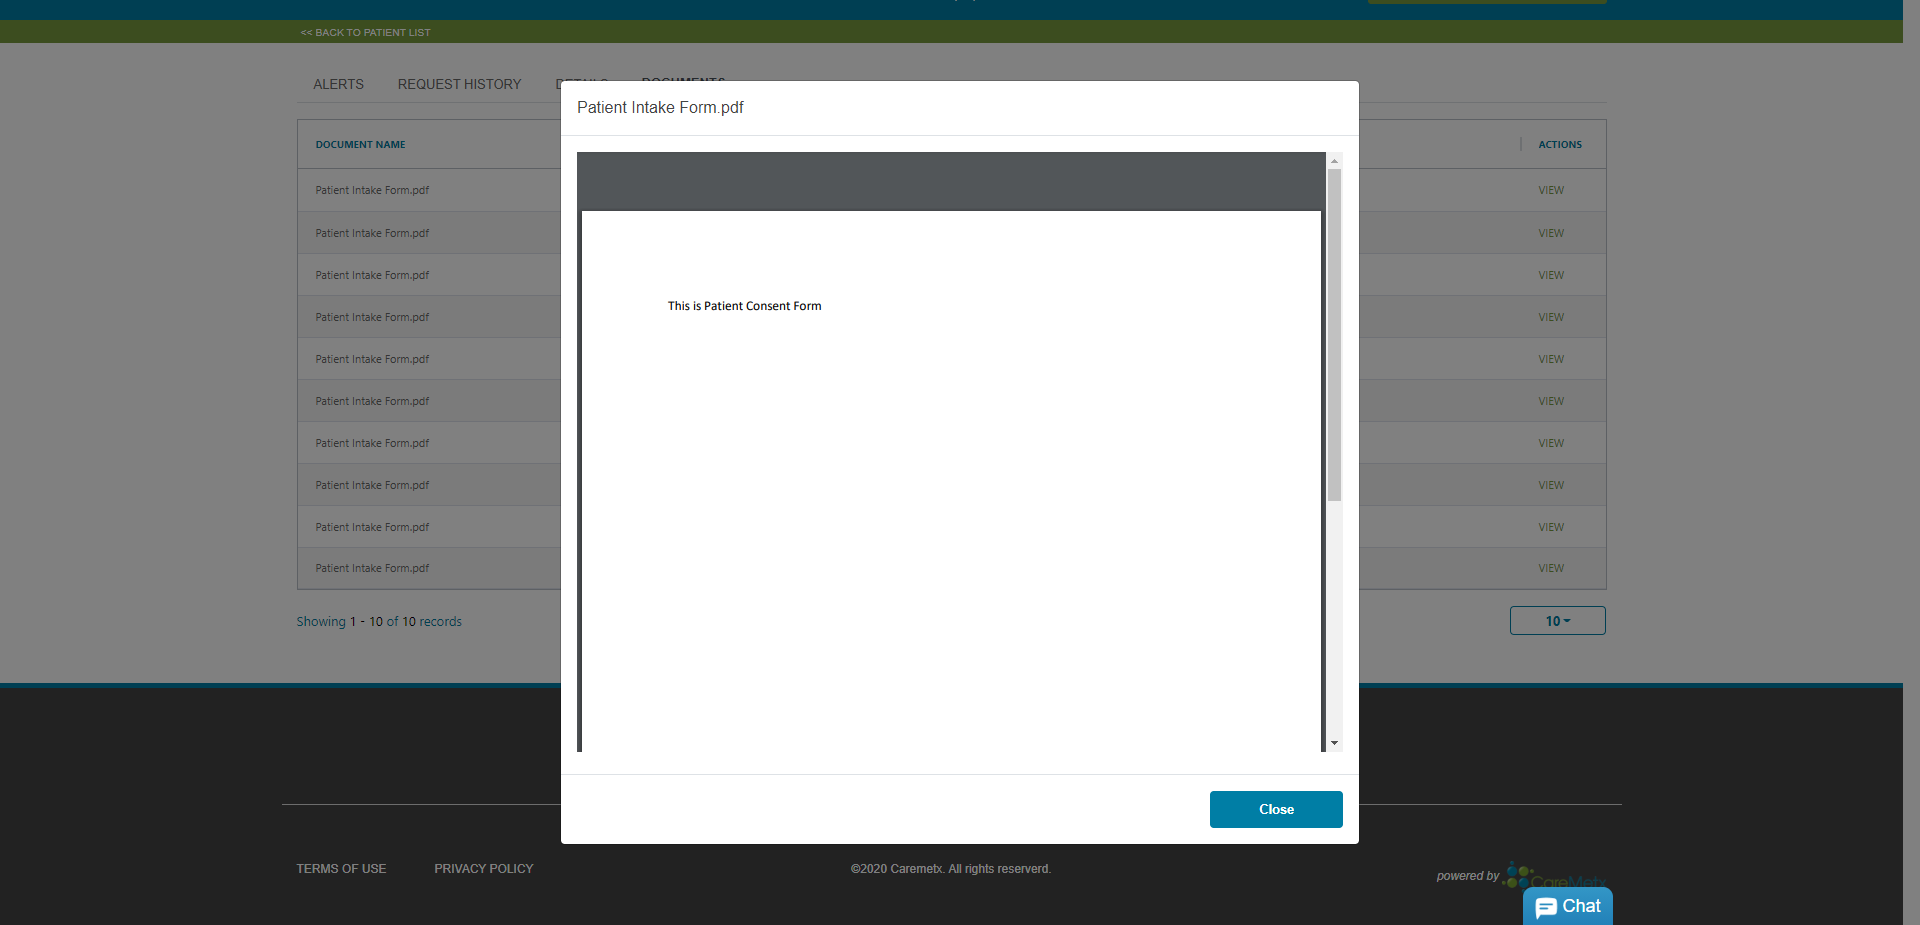 << BACK TO PATIENT LIST
ALERTS REQUEST HISTORY DETAILS DOCUMENTS
Patient Intake Form.pdf
DOCUMENT NAME ACTIONS
Patient Intake Form.pdf VIEW
Patient Intake Form.pdf VIEW
Patient Intake Form.pdf VIEW
This is Patient Consent Form
Patient Intake Form.pdf VIEW
Patient Intake Form.pdf VIEW
Patient Intake Form.pdf VIEW
Patient Intake Form.pdf VIEW
Patient Intake Form.pdf VIEW
Patient Intake Form.pdf VIEW
Patient Intake Form.pdf VIEW
Showing 1 - 10 of 10 records 10
Close
TERMS OF USE PRIVACY POLICY ©2020 Caremetx. All rights reserverd. powered by CareMetx
Chat